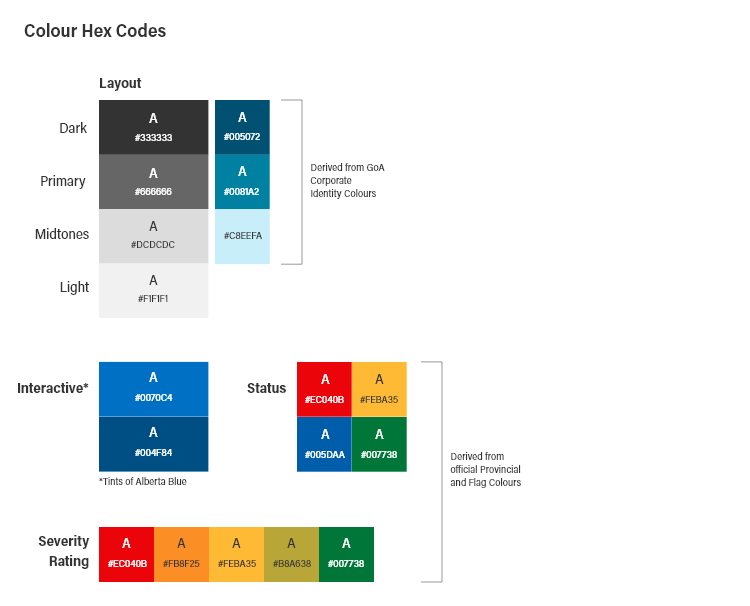 Colour Hex Codes
Layout
Dark
A
#333333
A
#005072
Primary
A
#666666
A
#0081A2
Derived from GoA
Corporate
Identity Colours
Midtones
A
#DCDCDC
#C8EEFA
Light
A
#F1F1F1
Interactive*
A
#0070C4
A
#004F84
*Tints of Alberta Blue
Status
A
#EC040B
A
#FEBA35
A
#005DAA
A
#007738
Derived from
official Provincial
and Flag Colours
Severity
Rating
A
#EC040B
A
#FB8F25
A
#FEBA35
A
#B8A638
A
#007738